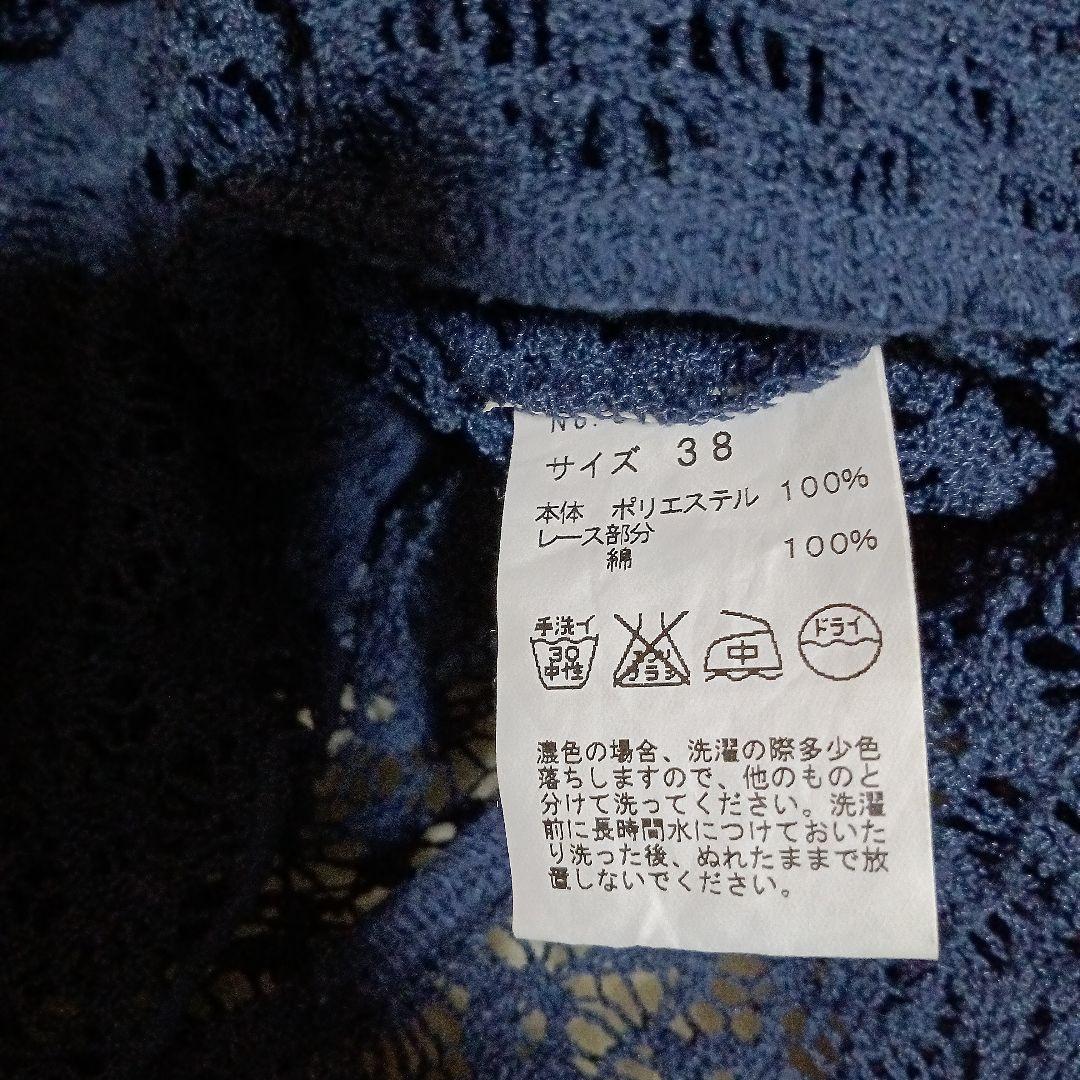 サイズ 38
本体 ポリエステル 100%
レース部分
綿 100%
手洗イ
30
中性
中
ドライ
濃色の場合、洗濯の際多少色
落ちしますので、他のものと
分けて洗ってください。洗濯
前に長時間水につけておいた
り洗った後、ぬれたままで放
置しないでください。